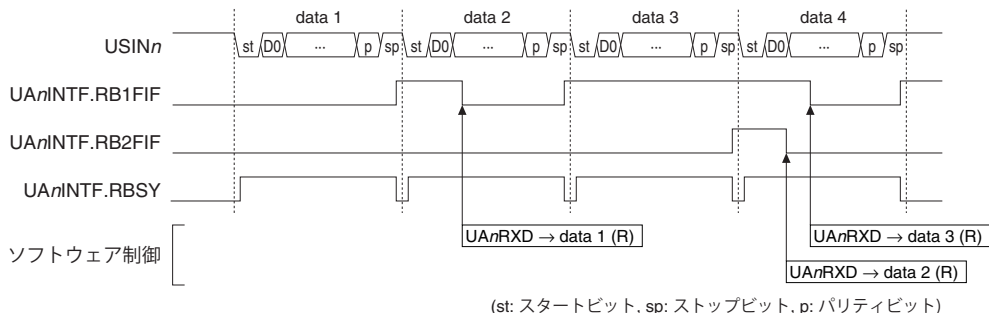 data 1 data 2 data 3 data 4
USINn st D0 ... p sp st D0 ... p sp st D0 ... p sp st D0 ... p sp
UAnINTF.RB1FIF
UAnINTF.RB2FIF
UAnINTF.RBSY
ソフトウェア制御 UAnRXD → data 1 (R) UAnRXD → data 3 (R)
UAnRXD → data 2 (R)
(st: スタートビット, sp: ストップビット, p: パリティビット)